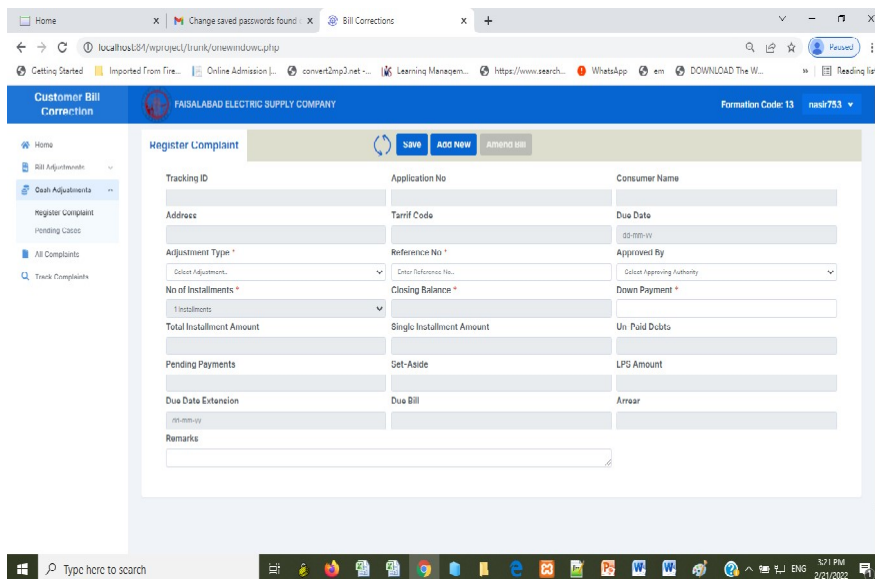 Home
Change saved passwords found
Bill Corrections
localhost:84/wproject/trunk/onewindowc.php
Paused
Getting Started
Imported From Fire...
Online Admission |...
convert2mp3.net -...
Learning Managem...
https://www.search...
WhatsApp
em
DOWNLOAD The W...
»
Reading list
Customer Bill
Correction
FAISALABAD ELECTRIC SUPPLY COMPANY
Formation Code: 13
nasir753
Home
Bill Adjustments
Cash Adjustments
Register Complaint
Pending Cases
All Complaints
Track Complaints
Register Complaint
Save
Add New
Amend Bill
Tracking ID
Application No
Consumer Name
Address
Tarrif Code
Due Date
dd-mm-yy
Adjustment Type *
Reference No *
Approved By
Select Adjustment..
Enter Reference No..
Select Approving Authority
No of Installments *
Closing Balance *
Down Payment *
1 Installments
Total Installment Amount
Single Installment Amount
Un Paid Debts
Pending Payments
Set-Aside
LPS Amount
Due Date Extension
Due Bill
Arrear
dd-mm-yy
Remarks
Type here to search
ENG
3:21 PM
2/21/2022